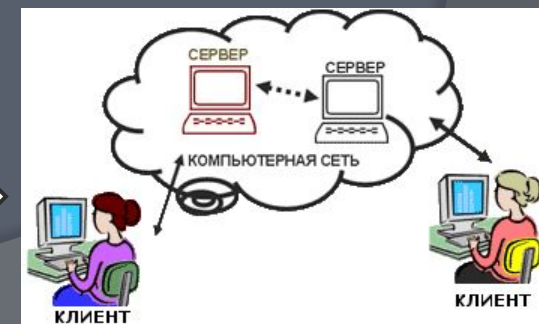 СЕРВЕР
СЕРВЕР
КОМПЬЮТЕРНАЯ СЕТЬ
КЛИЕНТ
КЛИЕНТ